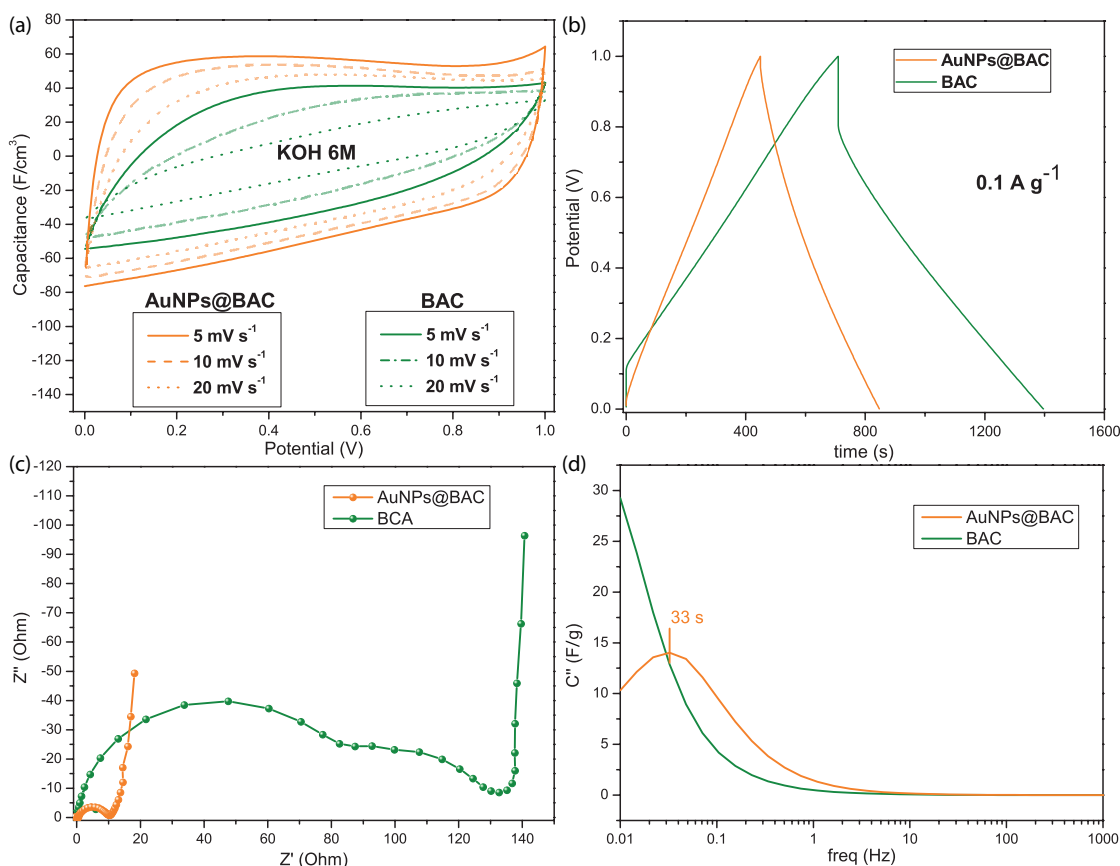 (a)
80
60
40
20
0
-20
-40
-60
-80
-100
-120
-140
Capacitance (F/cm³)
KOH 6M
AuNPs@BAC
5 mV s⁻¹
10 mV s⁻¹
20 mV s⁻¹
BAC
5 mV s⁻¹
10 mV s⁻¹
20 mV s⁻¹
0.0 0.2 0.4 0.6 0.8 1.0
Potential (V)
(b)
1.0
0.8
0.6
0.4
0.2
0.0
Potential (V)
AuNPs@BAC
BAC
0.1 A g⁻¹
0 400 800 1200 1600
time (s)
(c)
-120
-110
-100
-90
-80
-70
-60
-50
-40
-30
-20
-10
0
Z'' (Ohm)
AuNPs@BAC
BCA
0 20 40 60 80 100 120 140
Z' (Ohm)
(d)
30
25
20
15
10
5
0
C'' (F/g)
AuNPs@BAC
BAC
33 s
0.01 0.1 1 10 100 1000
freq (Hz)